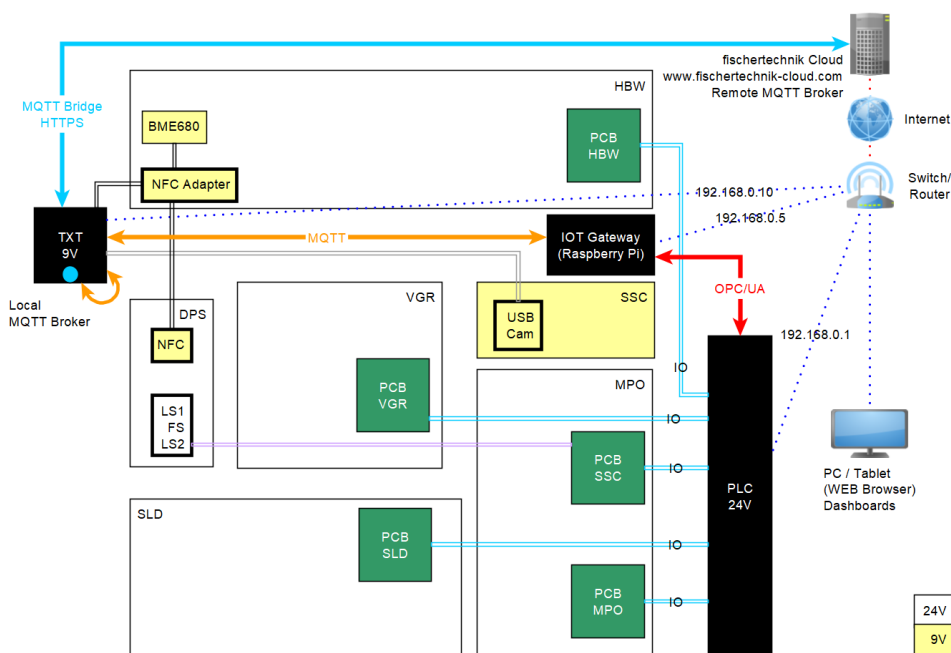 fischertechnik Cloud
www.fischertechnik-cloud.com
Remote MQTT Broker
HBW
MQTT Bridge
HTTPS
BME680
PCB
HBW
Internet
NFC Adapter
Switch/
Router
192.168.0.10
192.168.0.5
TXT
9V
MQTT
IOT Gateway
(Raspberry Pi)
OPC/UA
Local
MQTT Broker
DPS
VGR
SSC
USB
Cam
NFC
192.168.0.1
IO
MPO
PCB
VGR
LS1
FS
LS2
IO
PCB
SSC
IO
PC / Tablet
(WEB Browser)
Dashboards
PLC
24V
SLD
PCB
SLD
IO
PCB
MPO
IO
24V
9V